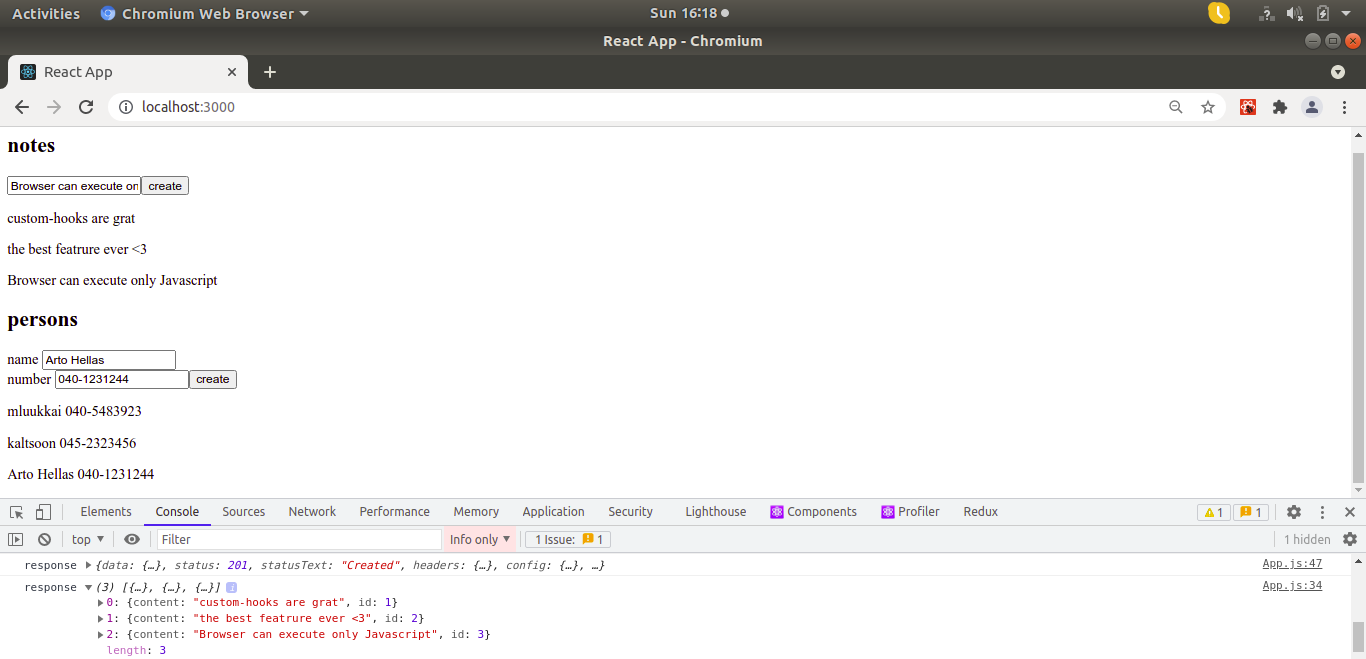 Activities Chromium Web Browser Sun 16:18
React App - Chromium
React App
localhost:3000
notes
Browser can execute on create
custom-hooks are grat
the best featrure ever <3
Browser can execute only Javascript
persons
name Arto Hellas
number 040-1231244 create
mluukkai 040-5483923
kaltsoon 045-2323456
Arto Hellas 040-1231244
Elements Console Sources Network Performance Memory Application Security Lighthouse Components Profiler Redux 1 1
top Filter Info only 1 Issue: 1 1 hidden
response {data: {…}, status: 201, statusText: "Created", headers: {…}, config: {…}, …} App.js:47
response (3) [{…}, {…}, {…}] i App.js:34
0: {content: "custom-hooks are grat", id: 1}
1: {content: "the best featrure ever <3", id: 2}
2: {content: "Browser can execute only Javascript", id: 3}
length: 3